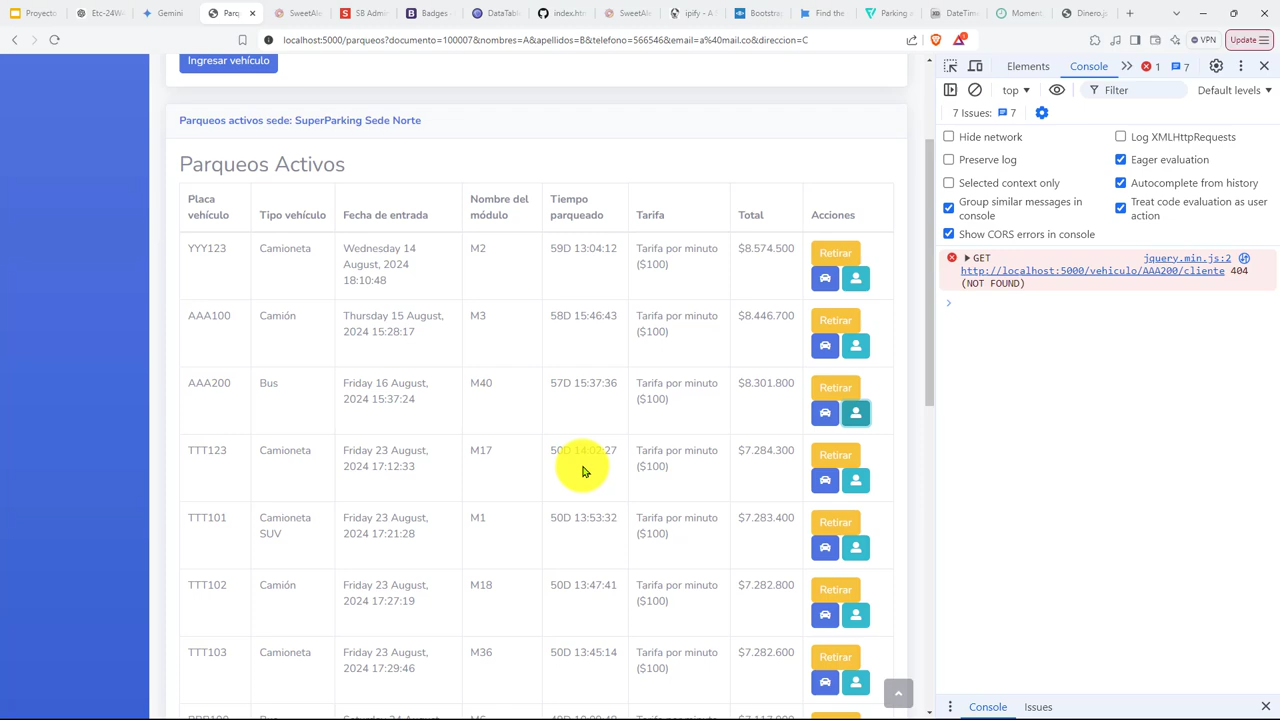 Proyecto
Etc-24W
Gemini
Parq
SweetAle
SB Admin
Badges -
DataTable
index.htm
SweetAle
ipify -
Bootstrap
Find the
Parking a
DateTime
Moment.
Dinero.js
localhost:5000/parqueos?documento=100007&nombres=A&apellidos=B&telefono=566546&email=a%40mail.co&direccion=C
VPN
Update
Ingresar vehículo
Parqueos activos sede: SuperParking Sede Norte
Parqueos Activos
Placa vehículo
Tipo vehículo
Fecha de entrada
Nombre del módulo
Tiempo parqueado
Tarifa
Total
Acciones
YYY123
Camioneta
Wednesday 14
August, 2024
18:10:48
M2
59D 13:04:12
Tarifa por minuto
($100)
$8.574.500
Retirar
AAA100
Camión
Thursday 15 August,
2024 15:28:17
M3
58D 15:46:43
Tarifa por minuto
($100)
$8.446.700
Retirar
AAA200
Bus
Friday 16 August,
2024 15:37:24
M40
57D 15:37:36
Tarifa por minuto
($100)
$8.301.800
Retirar
TTT123
Camioneta
Friday 23 August,
2024 17:12:33
M17
50D 14:02:27
Tarifa por minuto
($100)
$7.284.300
Retirar
TTT101
Camioneta
SUV
Friday 23 August,
2024 17:21:28
M1
50D 13:53:32
Tarifa por minuto
($100)
$7.283.400
Retirar
TTT102
Camión
Friday 23 August,
2024 17:27:19
M18
50D 13:47:41
Tarifa por minuto
($100)
$7.282.800
Retirar
TTT103
Camioneta
Friday 23 August,
2024 17:29:46
M36
50D 13:45:14
Tarifa por minuto
($100)
$7.282.600
Retirar
Elements
Console
1
7
top
Filter
Default levels
7 Issues:
7
Hide network
Log XMLHttpRequests
Preserve log
Eager evaluation
Selected context only
Autocomplete from history
Group similar messages in
console
Treat code evaluation as user
action
Show CORS errors in console
GET
jquery.min.js:2
http://localhost:5000/vehiculo/AAA200/cliente 404
(NOT FOUND)
Console
Issues